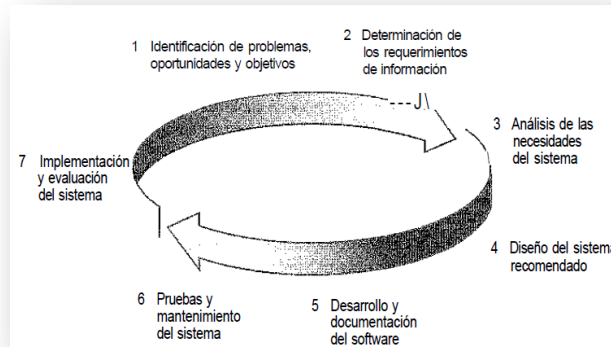 1 Identificación de problemas,
oportunidades y objetivos
2 Determinación de
los requerimientos
de información
3 Análisis de las
necesidades
del sistema
4 Diseño del sistema
recomendado
5 Desarrollo y
documentación
del software
6 Pruebas y
mantenimiento
del sistema
7 Implementación
y evaluación
del sistema